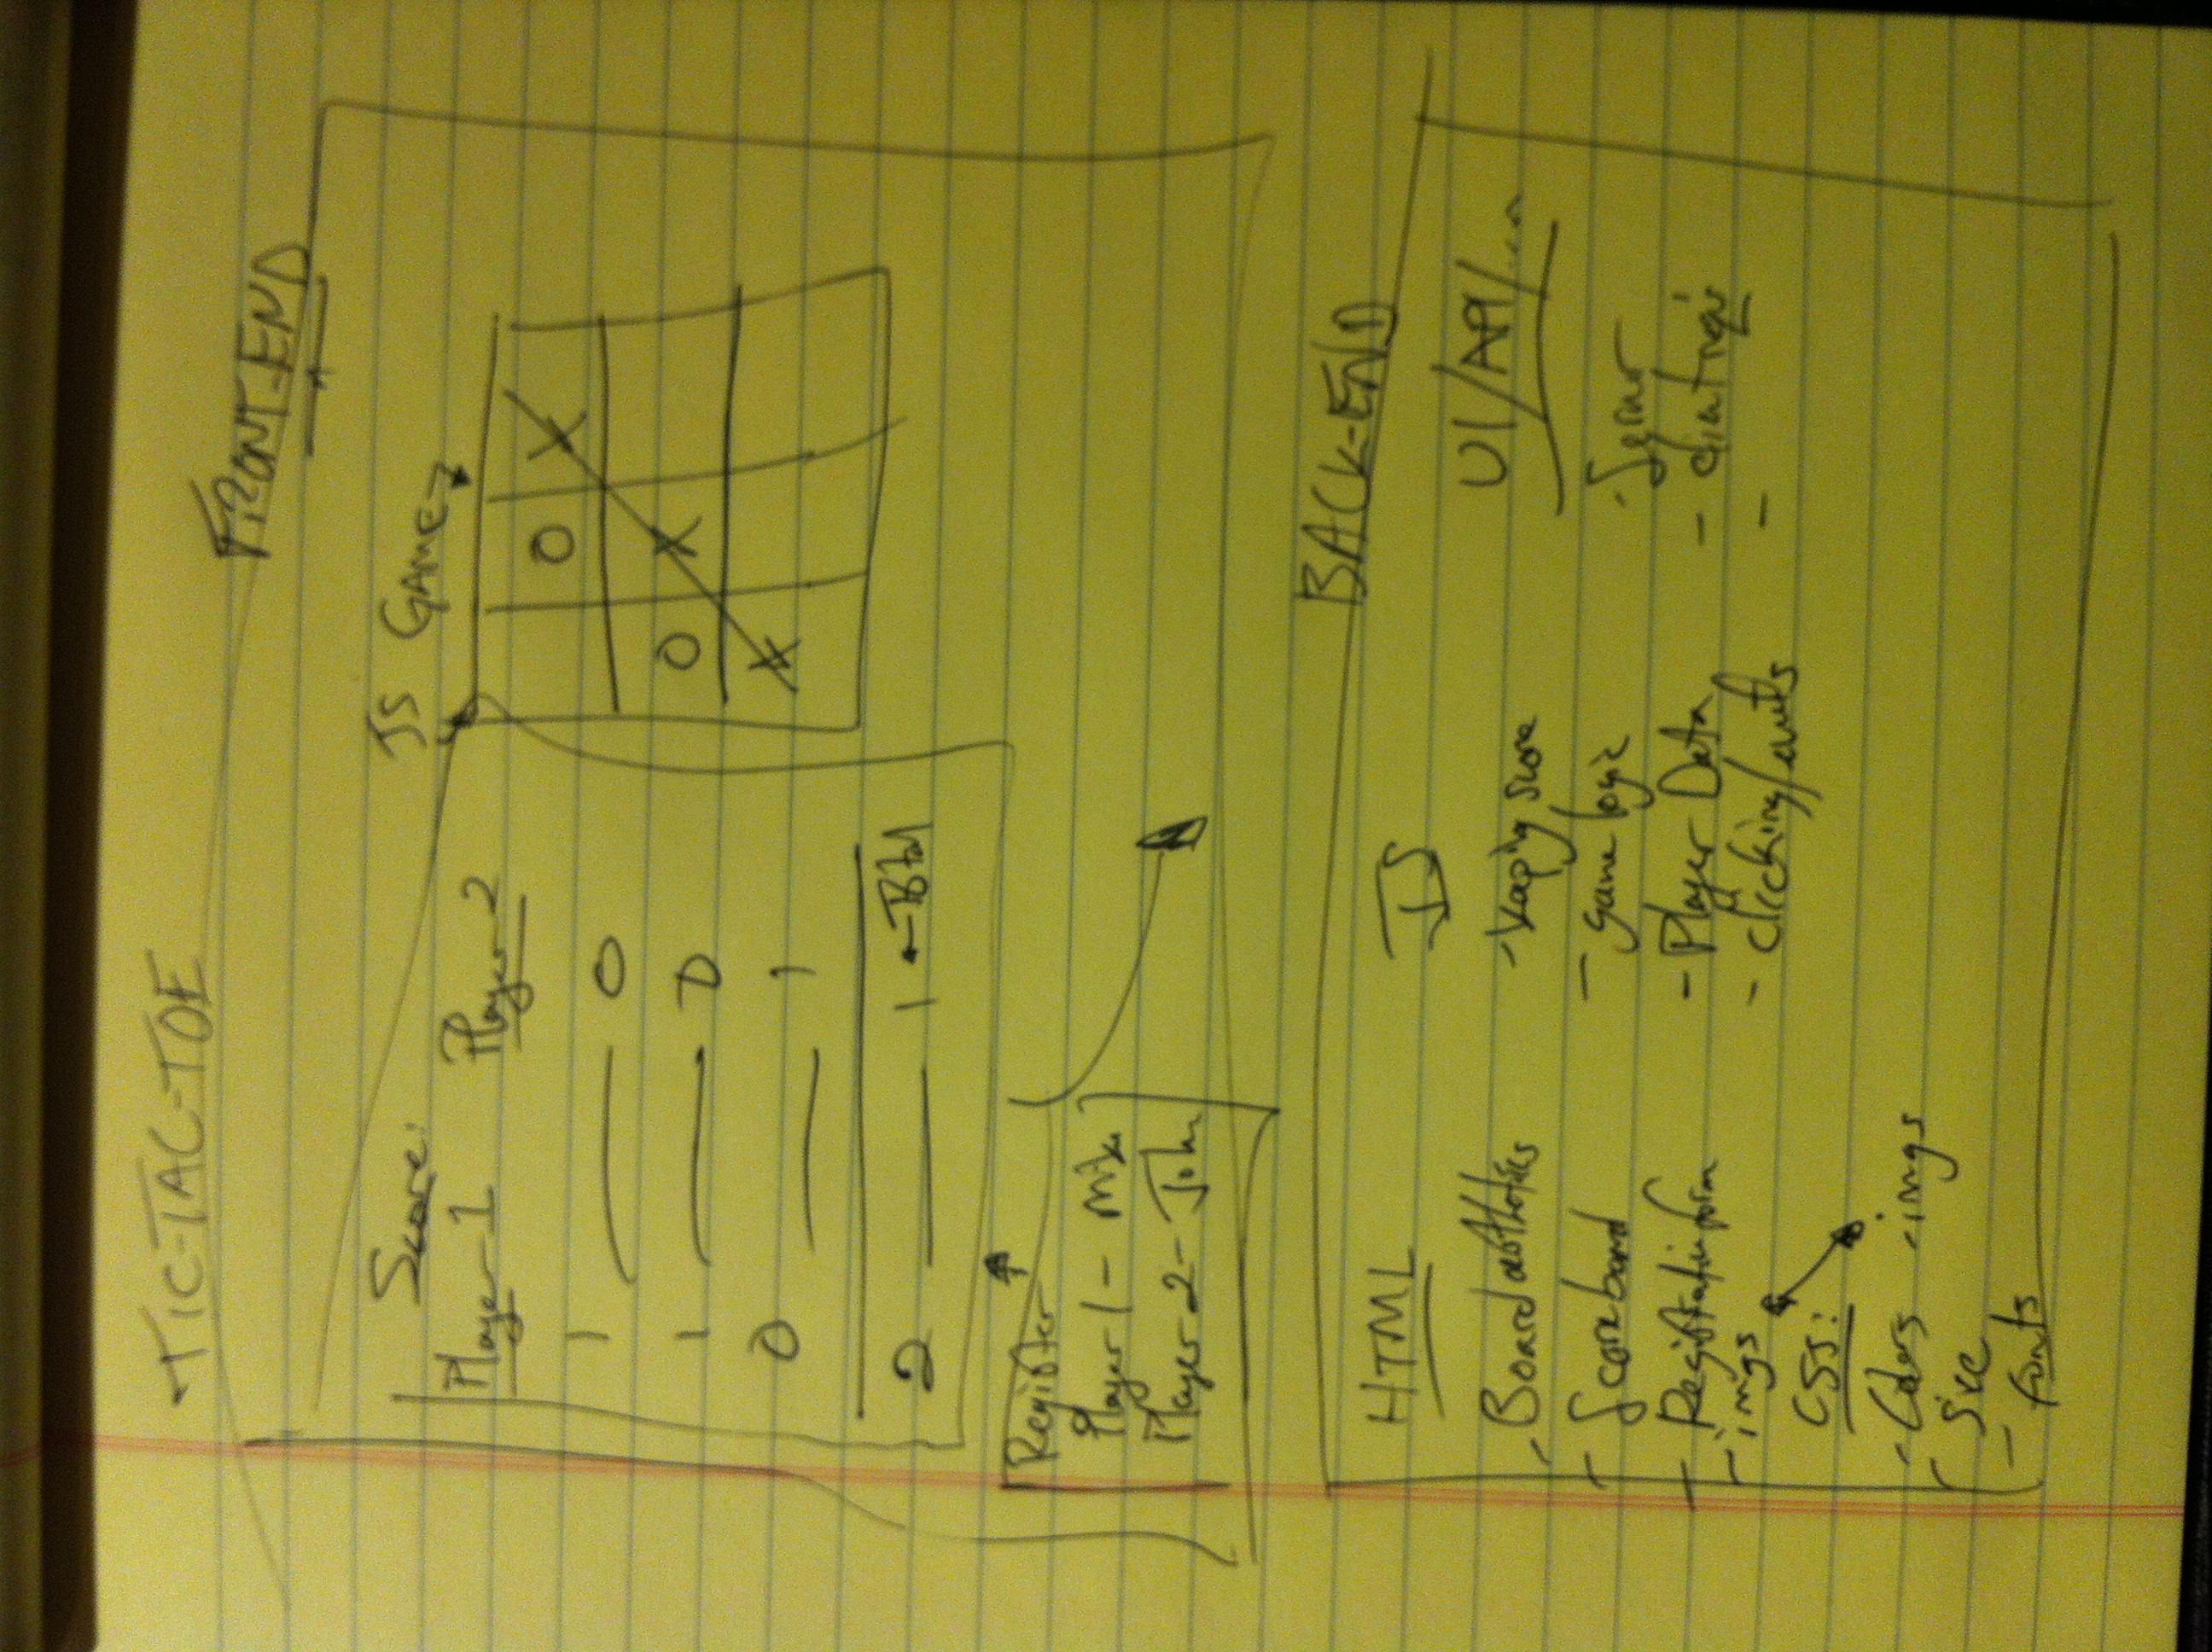 TIC-TAC-TOE
FRONT-END
Score:
Player 1 Player 2
1 — 0
1 — 0
0 — 1
2 — 1 ← Total
JS GAME
O X
O X
X
Register
Player 1 - Mike
Player 2 - John
BACK-END
HTML
- Board aesthetics
- Scoreboard
- Registration form
- imgs
CSS:
- Colors - imgs
- Size
- fonts
JS
- Keeping score
- game logic
- Player Data
- clicking/events
UI/API/...
- Server
- client reqs
-